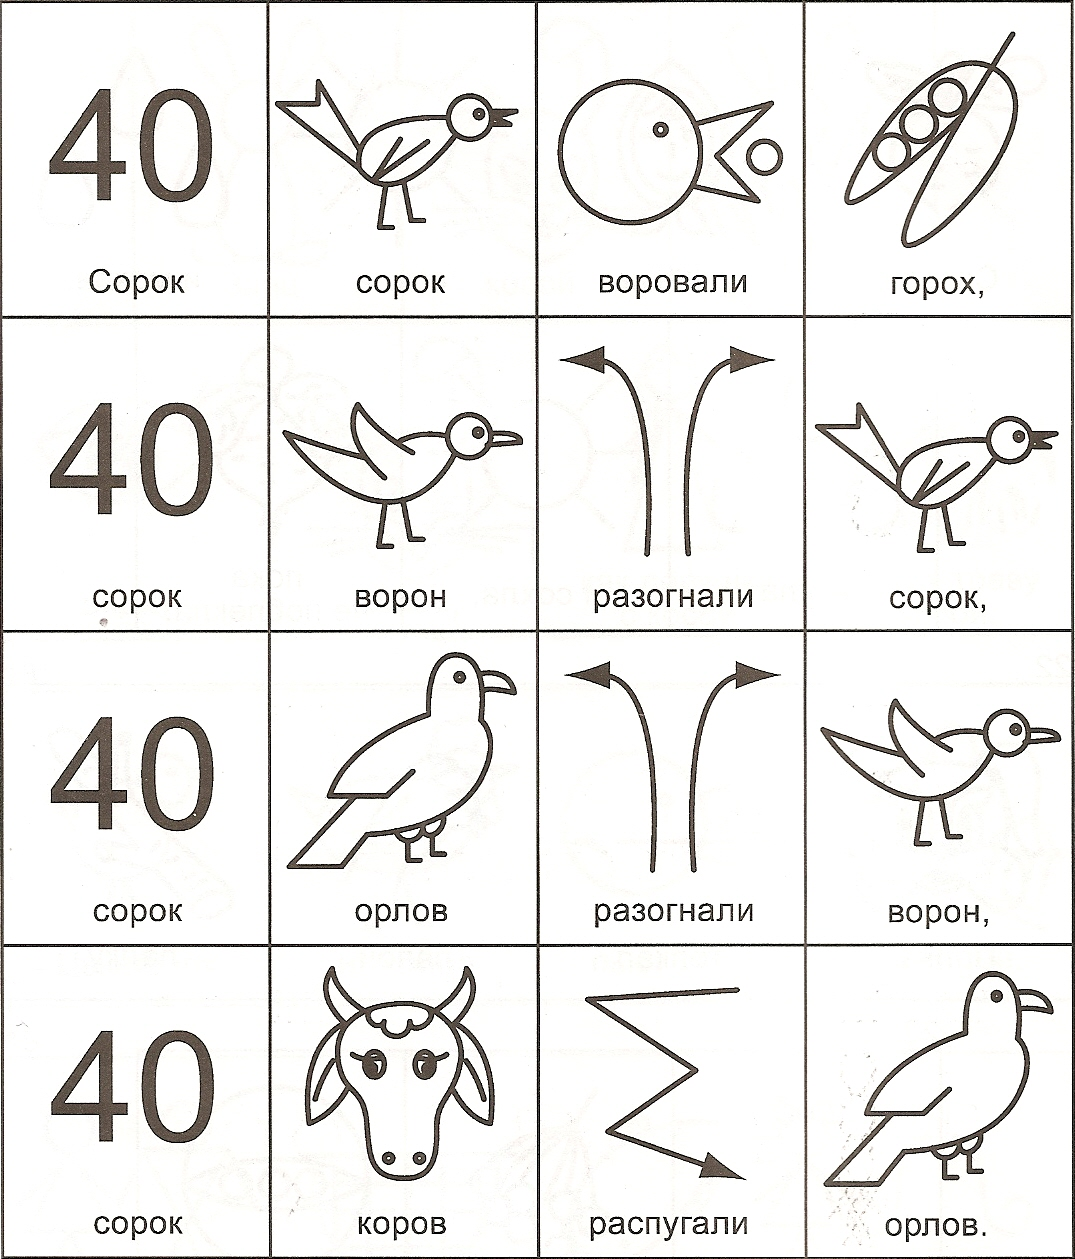 40 40 40 40
Сорок сорок воровали горох,
сорок ворон разогнали сорок,
сорок орлов разогнали ворон,
сорок коров распугали орлов.